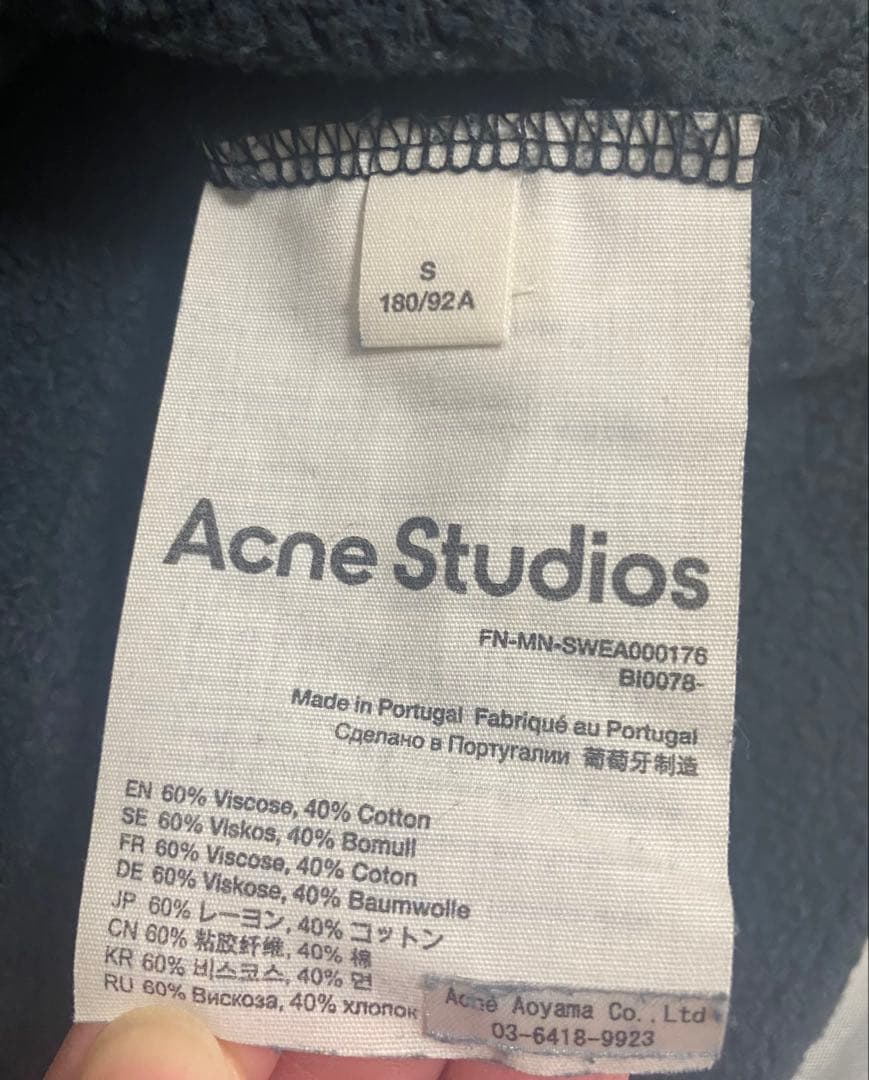 S
180/92A
Acne Studios
FN-MN-SWEA000176
BI0078-
Made in Portugal Fabriqué au Portugal
Сделано в Португалии 葡萄牙制造
EN 60% Viscose, 40% Cotton
SE 60% Viskos, 40% Bomull
FR 60% Viscose, 40% Coton
DE 60% Viskose, 40% Baumwolle
JP 60% レーヨン, 40% コットン
CN 60% 粘胶纤维, 40% 棉
KR 60% 비스코스, 40% 면
RU 60% Вискоза, 40% хлопок
Acne Aoyama Co.,Ltd
03-6418-9923